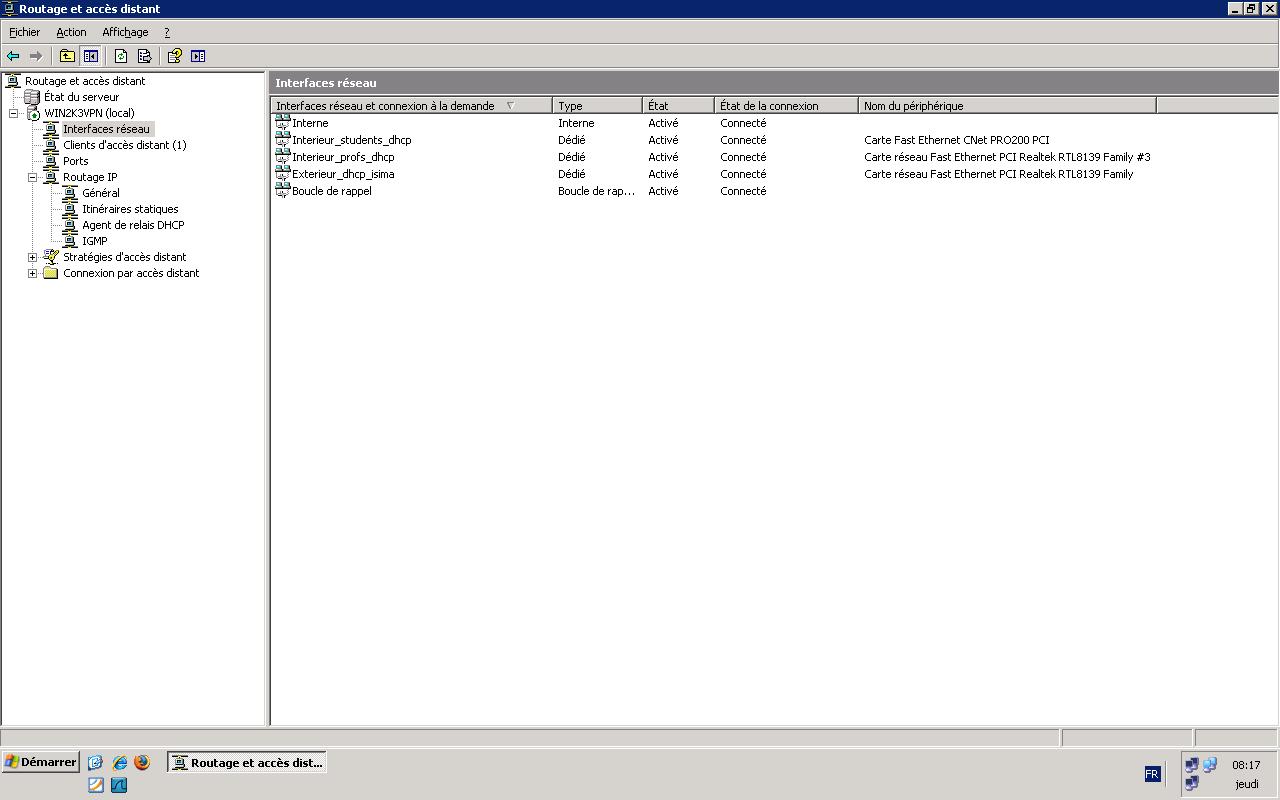 Routage et accès distant
Fichier Action Affichage ?
Routage et accès distant
État du serveur
WIN2K3VPN (local)
Interfaces réseau
Clients d'accès distant (1)
Ports
Routage IP
Général
Itinéraires statiques
Agent de relais DHCP
IGMP
Stratégies d'accès distant
Connexion par accès distant
Interfaces réseau
Interfaces réseau et connexion à la demande Type État État de la connexion Nom du périphérique
Interne Interne Activé Connecté
Interieur_students_dhcp Dédié Activé Connecté Carte Fast Ethernet CNet PRO200 PCI
Interieur_profs_dhcp Dédié Activé Connecté Carte réseau Fast Ethernet PCI Realtek RTL8139 Family #3
Exterieur_dhcp_isima Dédié Activé Connecté Carte réseau Fast Ethernet PCI Realtek RTL8139 Family
Boucle de rappel Boucle de rap... Activé Connecté
Démarrer Routage et accès dist... FR 08:17
jeudi